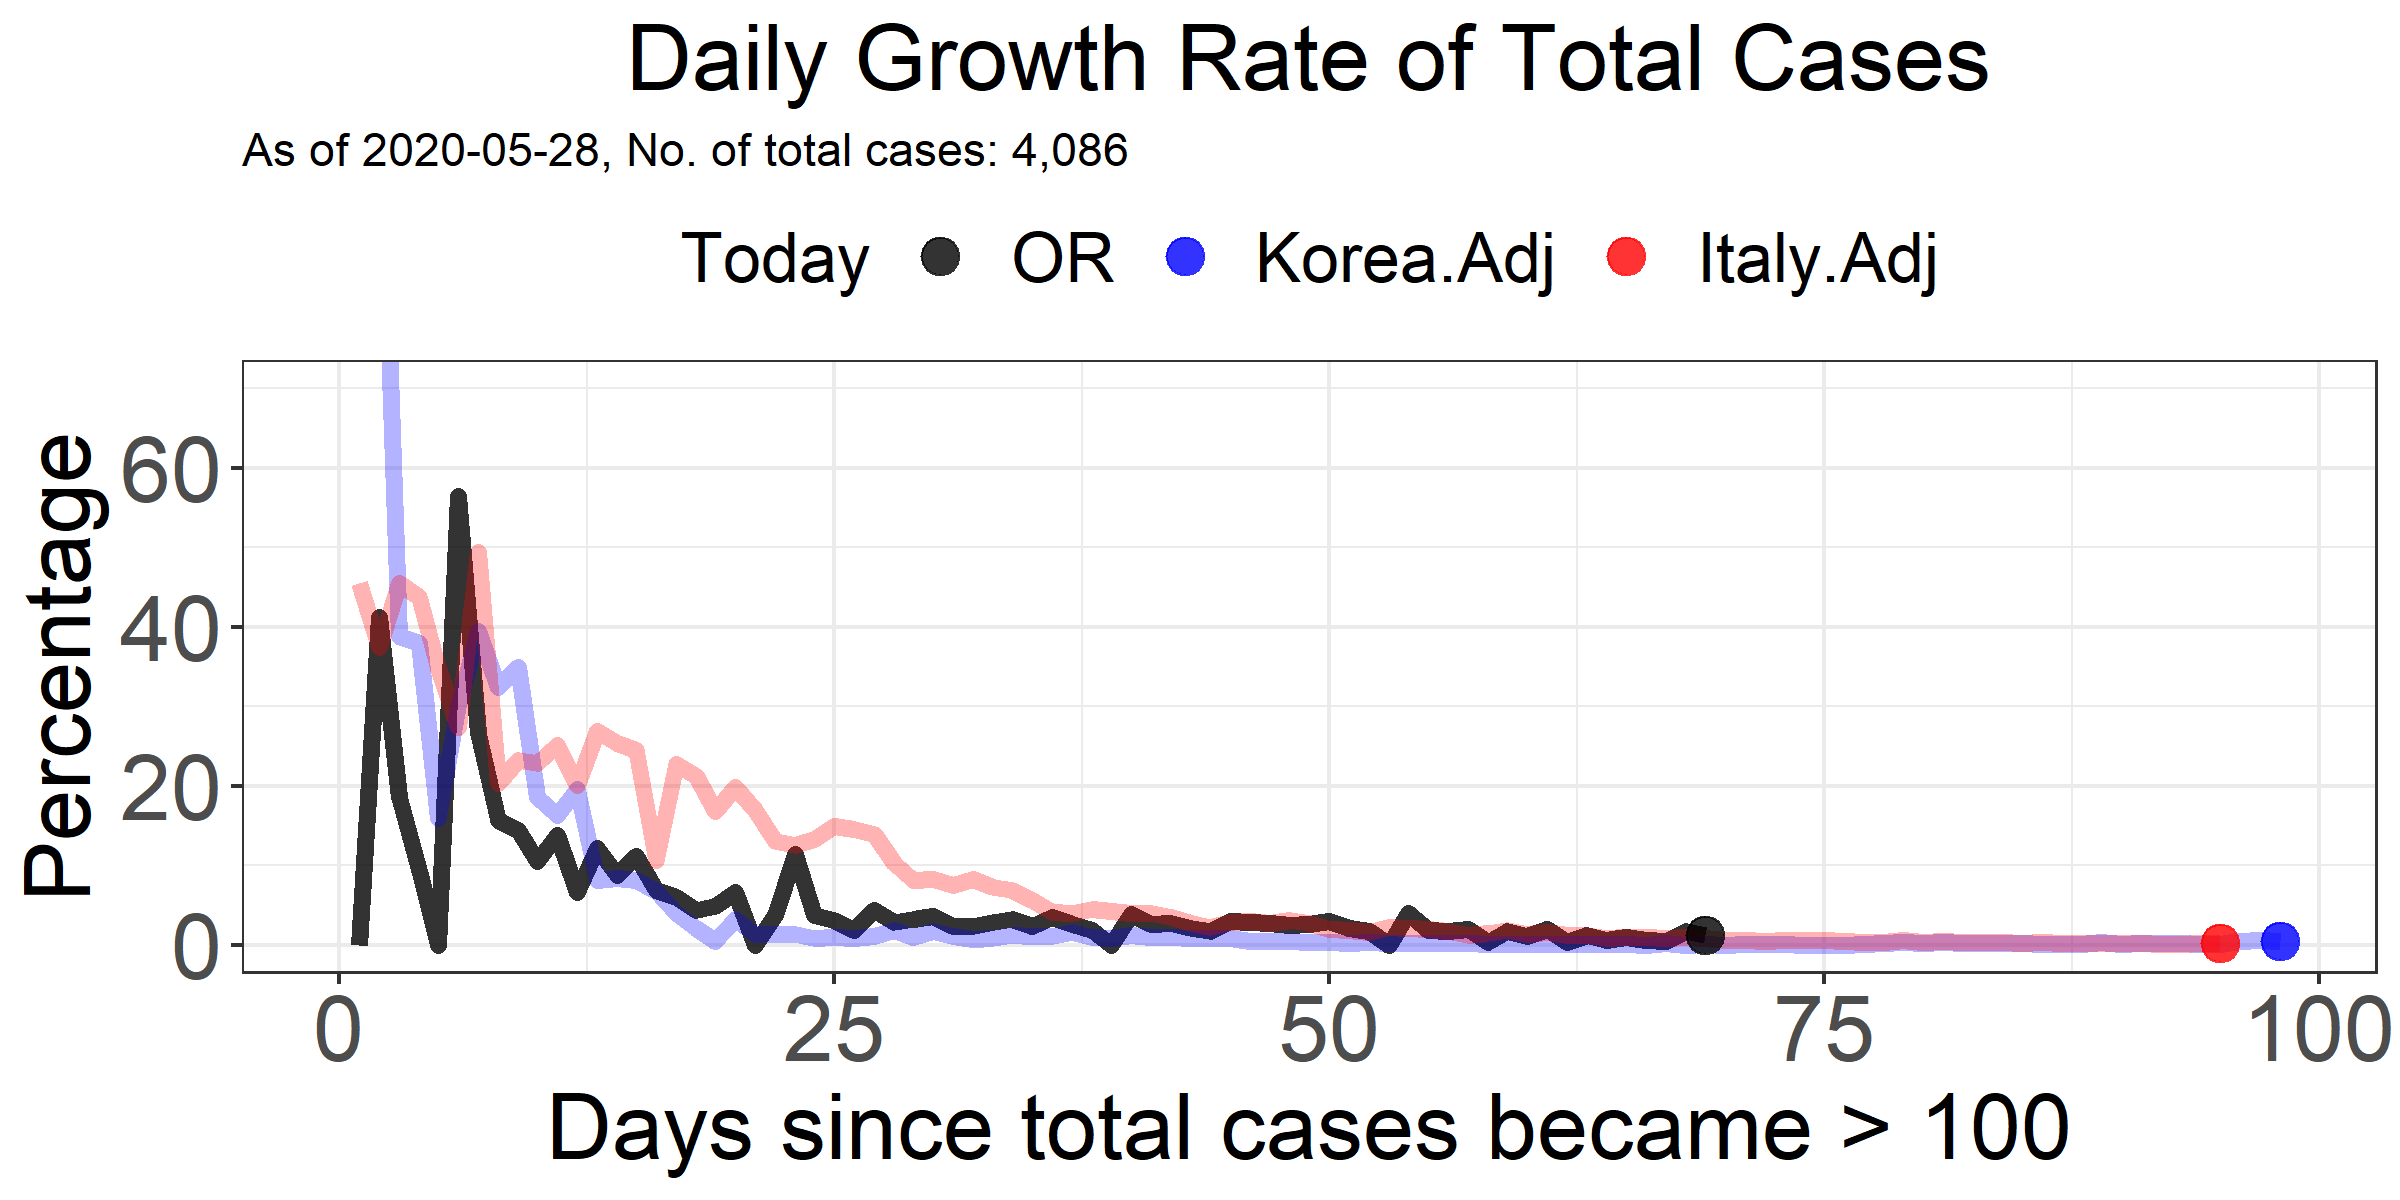 Daily Growth Rate of Total Cases
As of 2020-05-28, No. of total cases: 4,086
Today OR Korea.Adj Italy.Adj
Percentage
60
40
20
0
0 25 50 75 100
Days since total cases became > 100